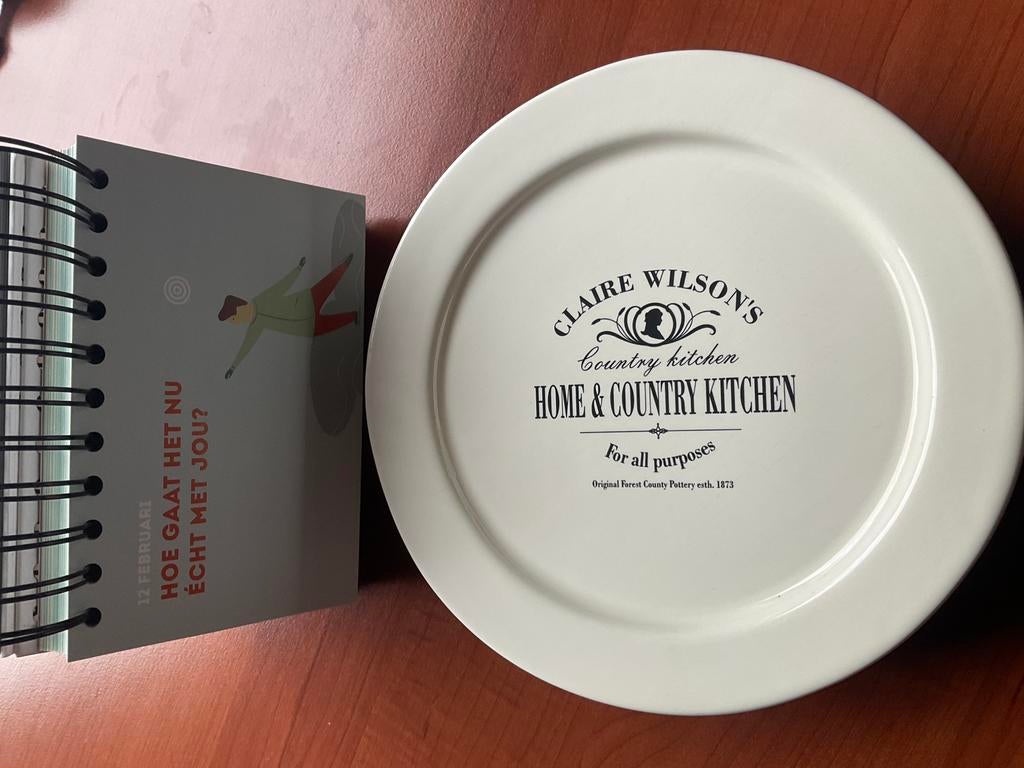 12 FEBRUARI
HOE GAAT HET NU
ÉCHT MET JOU?
CLAIRE WILSON'S
Country kitchen
HOME & COUNTRY KITCHEN
For all purposes
Original Forest County Pottery esth. 1873